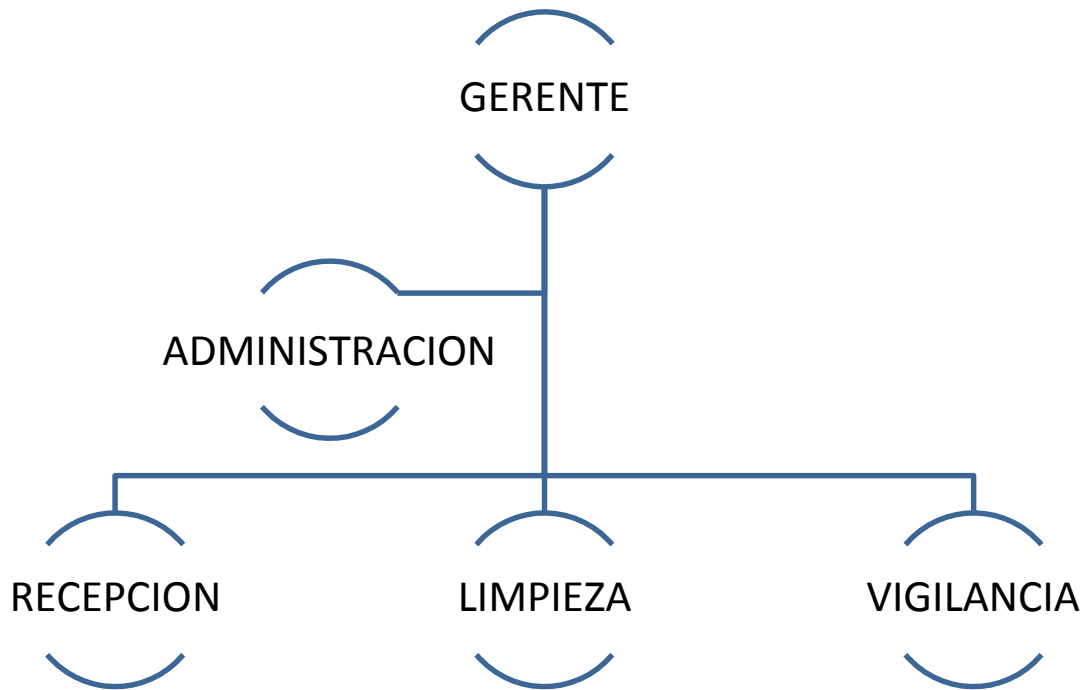 GERENTE
ADMINISTRACION
RECEPCION
LIMPIEZA
VIGILANCIA